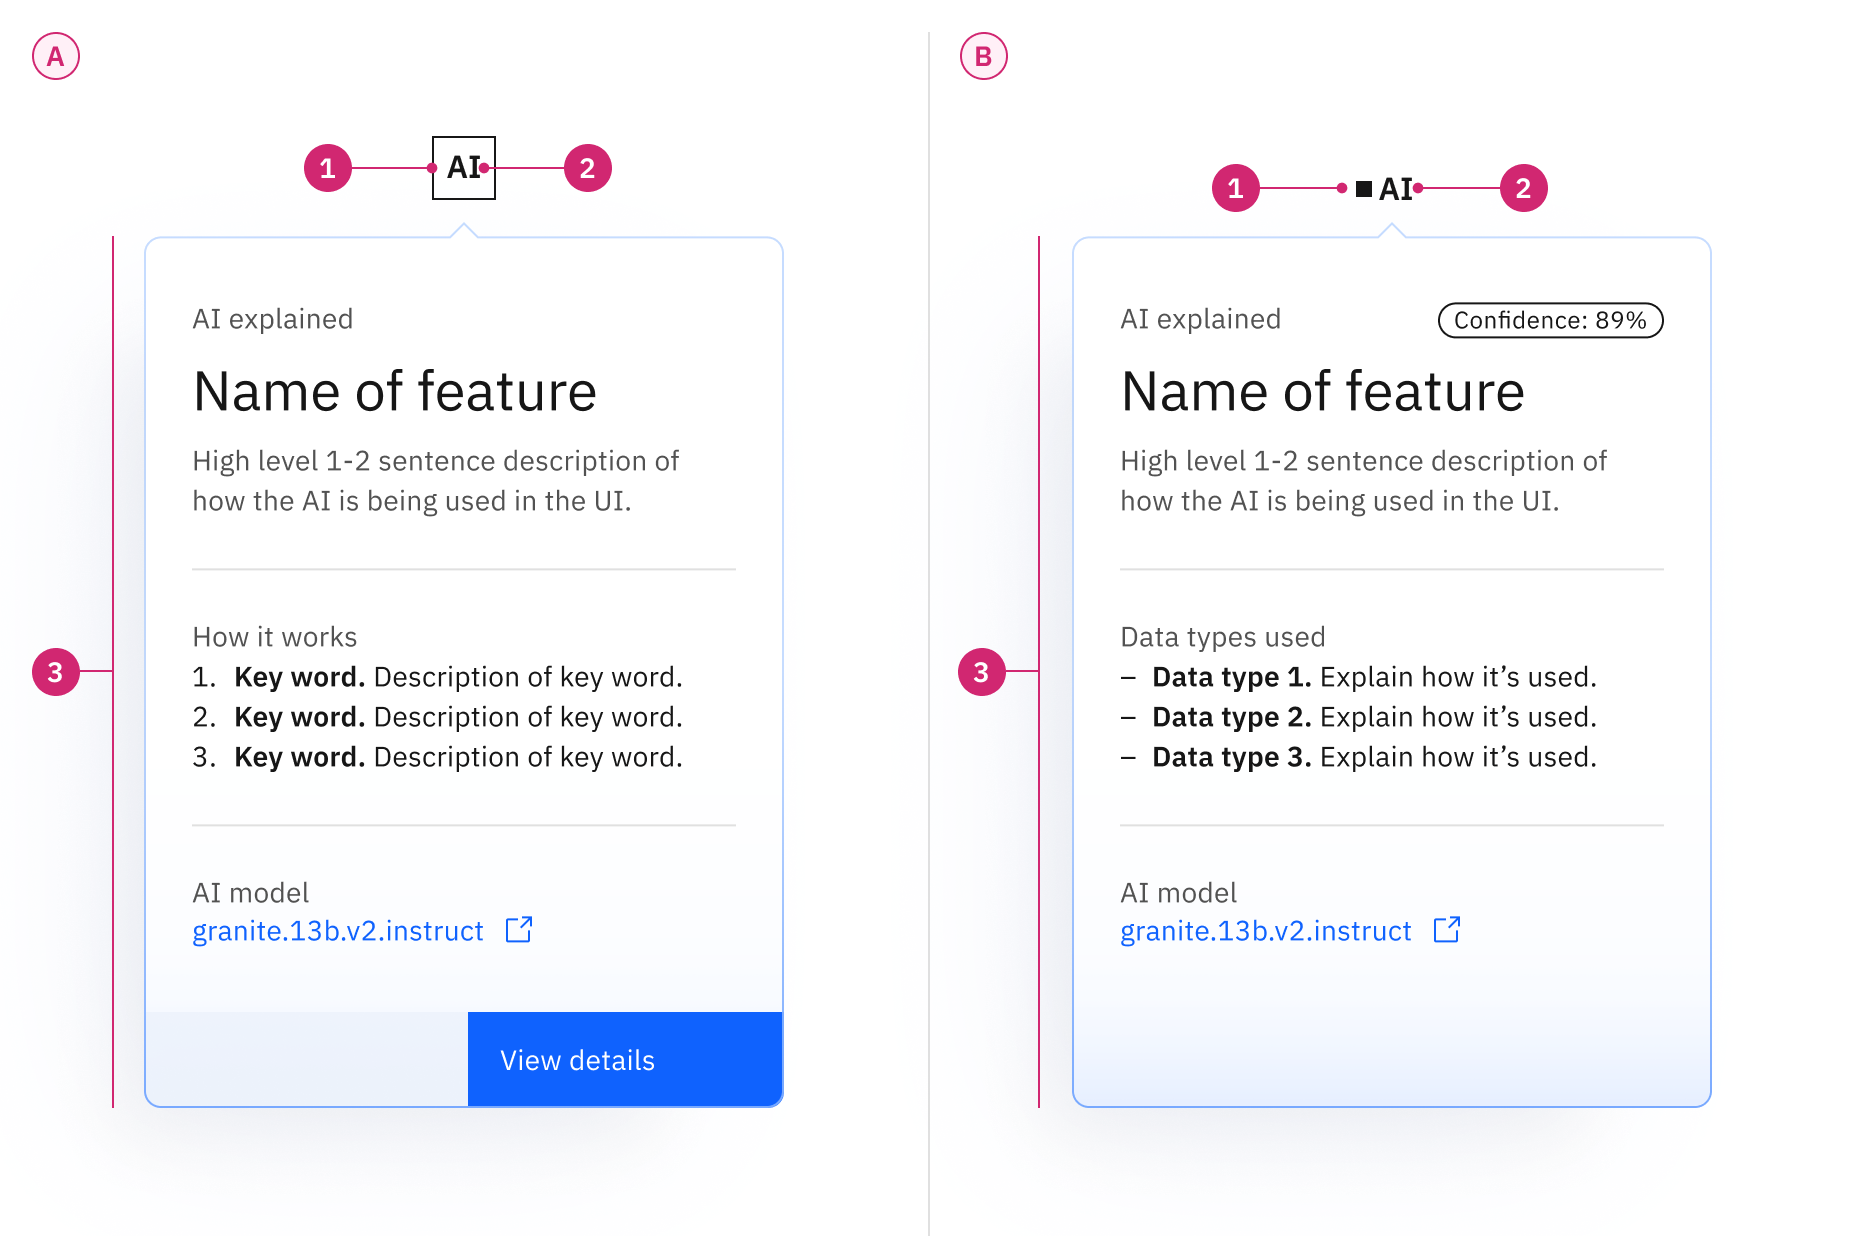 A
1
AI
2
AI explained
Name of feature
High level 1-2 sentence description of
how the AI is being used in the UI.
How it works
3
1. Key word. Description of key word.
2. Key word. Description of key word.
3. Key word. Description of key word.
AI model
granite.13b.v2.instruct
View details
B
1
AI
2
AI explained
Confidence: 89%
Name of feature
High level 1-2 sentence description of
how the AI is being used in the UI.
Data types used
3
– Data type 1. Explain how it’s used.
– Data type 2. Explain how it’s used.
– Data type 3. Explain how it’s used.
AI model
granite.13b.v2.instruct